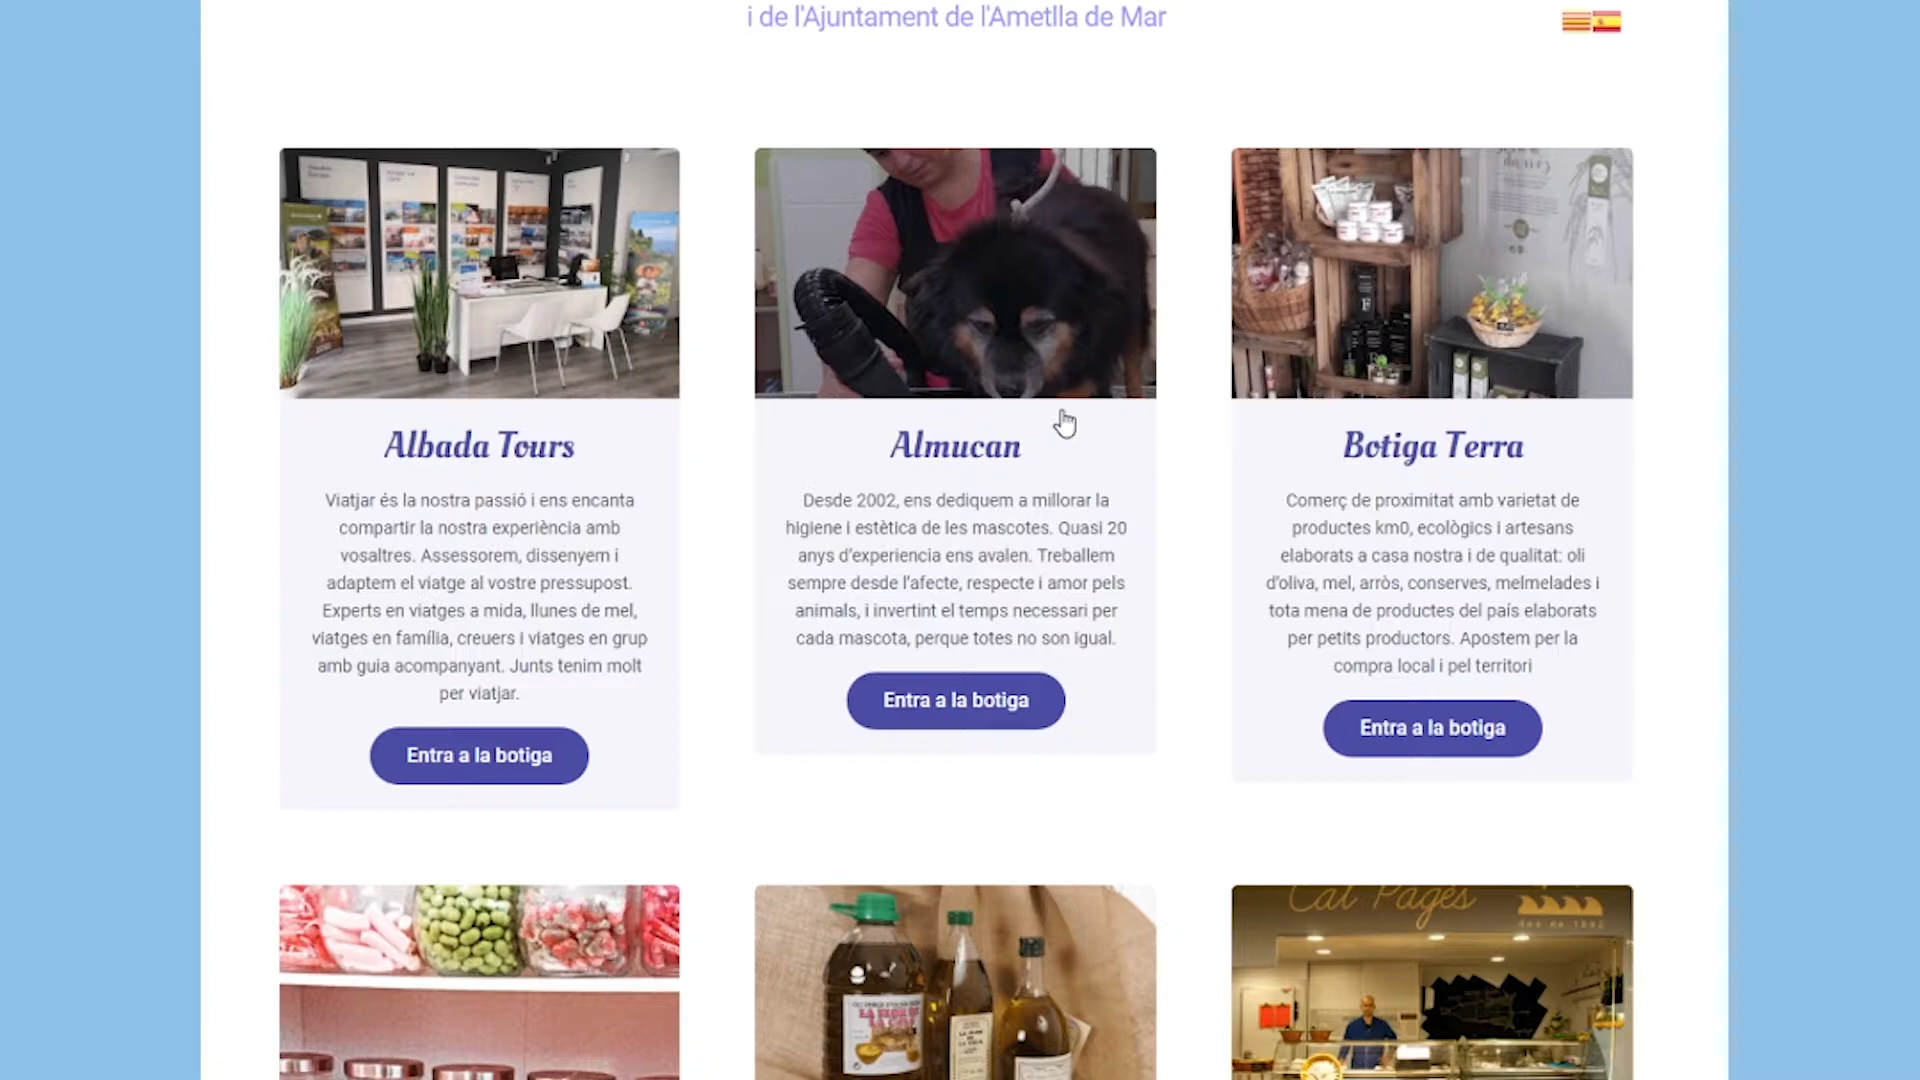 i de l'Ajuntament de l'Ametlla de Mar
Albada Tours
Viatjar és la nostra passió i ens encanta
compartir la nostra experiència amb
vosaltres. Assessorem, dissenyem i
adaptem el viatge al vostre pressupost.
Experts en viatges a mida, llunes de mel,
viatges en família, creuers i viatges en grup
amb guia acompanyant. Junts tenim molt
per viatjar.
Entra a la botiga
Almucan
Desde 2002, ens dediquem a millorar la
higiene i estètica de les mascotes. Quasi 20
anys d'experiencia ens avalen. Treballem
sempre desde l'afecte, respecte i amor pels
animals, i invertint el temps necessari per
cada mascota, perque totes no son igual.
Entra a la botiga
Botiga Terra
Comerç de proximitat amb varietat de
productes km0, ecològics i artesans
elaborats a casa nostra i de qualitat: oli
d'oliva, mel, arròs, conserves, melmelades i
tota mena de productes del país elaborats
per petits productors. Apostem per la
compra local i pel territori
Entra a la botiga
Cal Pagès